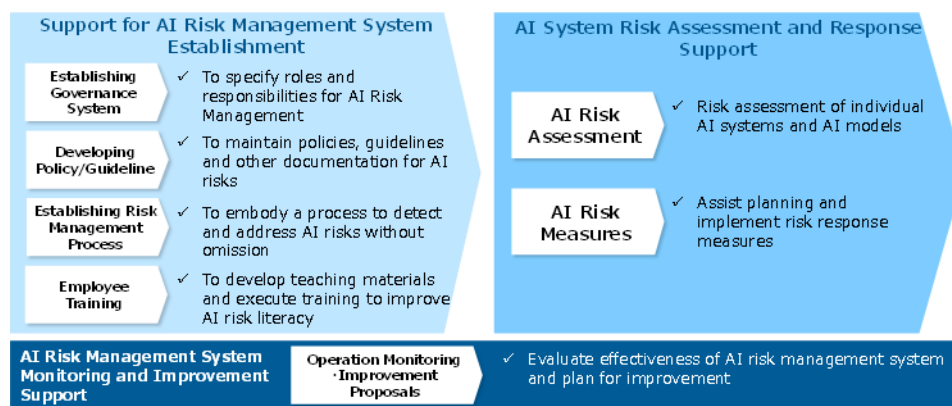 Support for AI Risk Management System
Establishment
Establishing
Governance
System
✓ To specify roles and
responsibilities for AI Risk
Management
Developing
Policy/Guideline
✓ To maintain policies, guidelines
and other documentation for AI
risks
Establishing Risk
Management
Process
✓ To embody a process to detect
and address AI risks without
omission
Employee
Training
✓ To develop teaching materials
and execute training to improve
AI risk literacy
AI System Risk Assessment and Response
Support
AI Risk
Assessment
✓ Risk assessment of individual
AI systems and AI models
AI Risk
Measures
✓ Assist planning and
implement risk response
measures
AI Risk Management System
Monitoring and Improvement
Support
Operation Monitoring
·Improvement
Proposals
✓ Evaluate effectiveness of AI risk management system
and plan for improvement